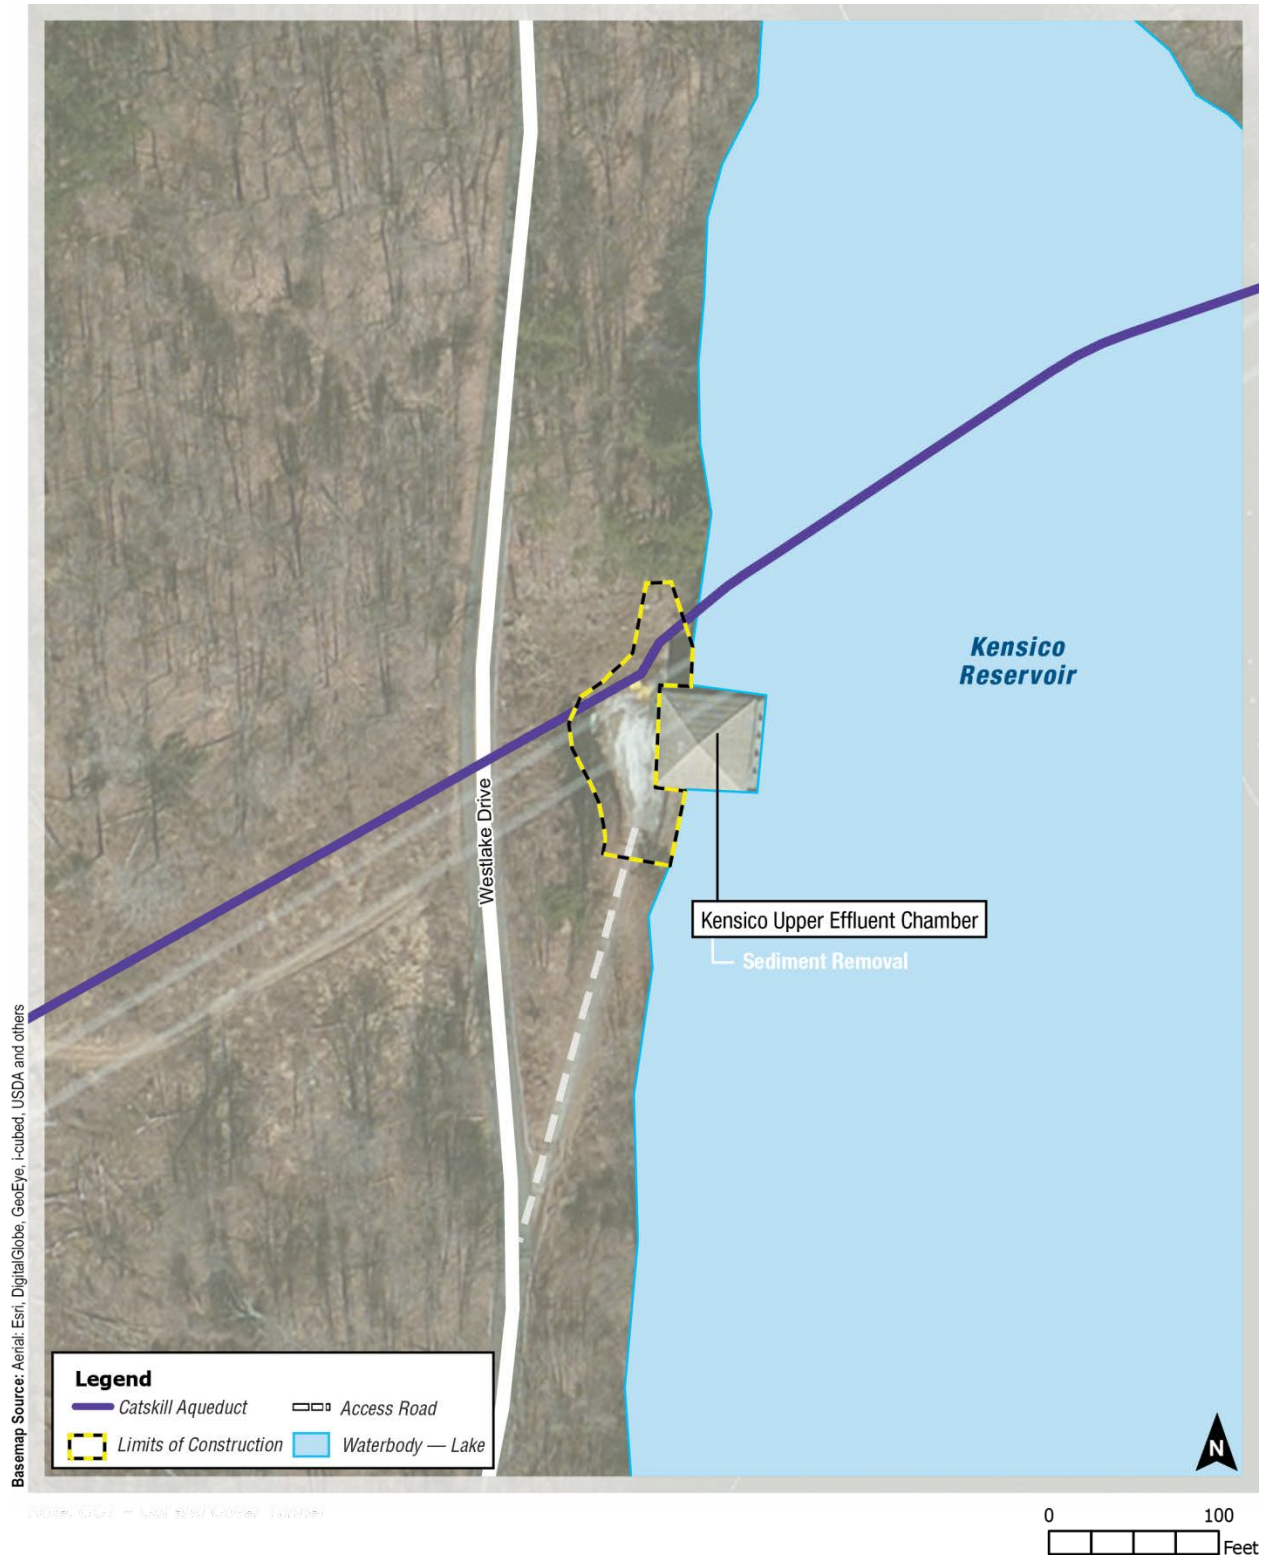 Kensico
Reservoir
Westlake Drive
Kensico Upper Effluent Chamber
Sediment Removal
Basemap Source: Aerial: Esri, DigitalGlobe, GeoEye, i-cubed, USDA and others
Legend
Catskill Aqueduct
Access Road
Limits of Construction
Waterbody — Lake
N
0 100
Feet